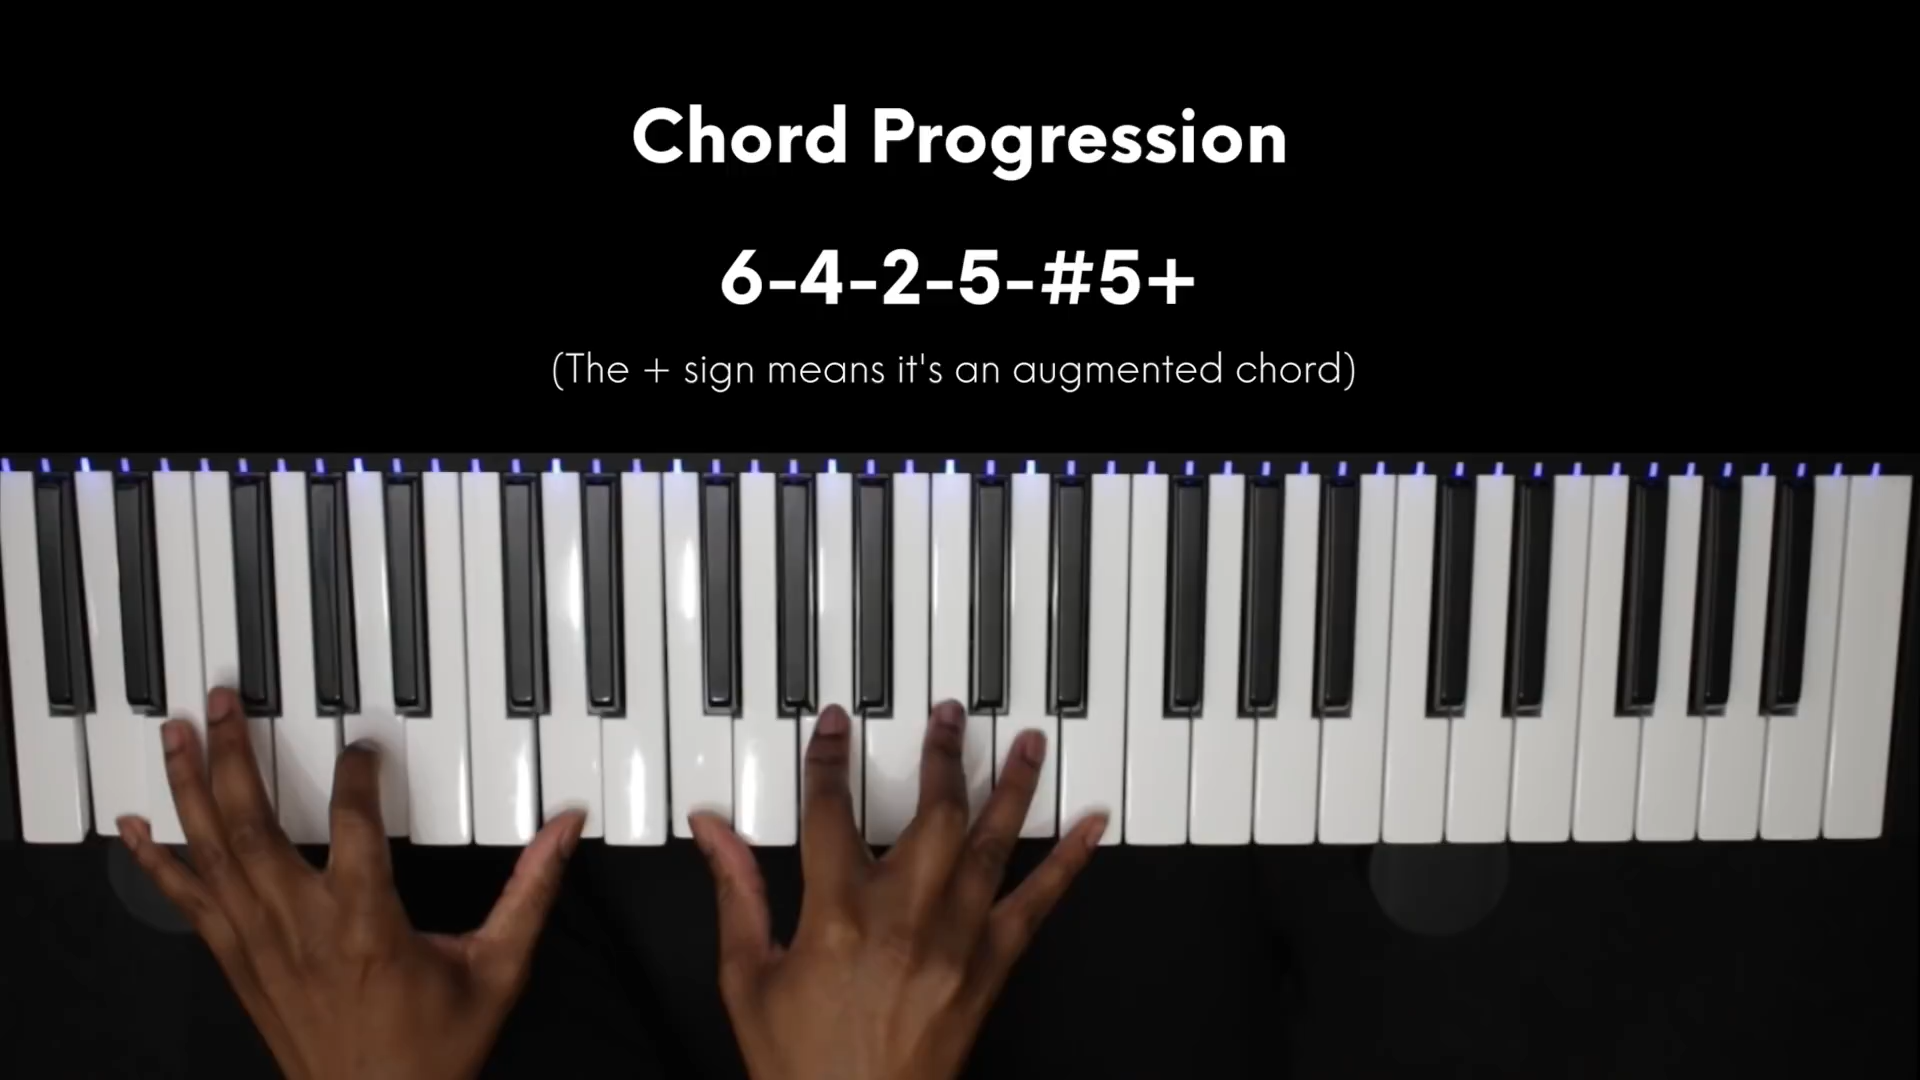 Chord Progression
6-4-2-5-#5+
(The + sign means it's an augmented chord)